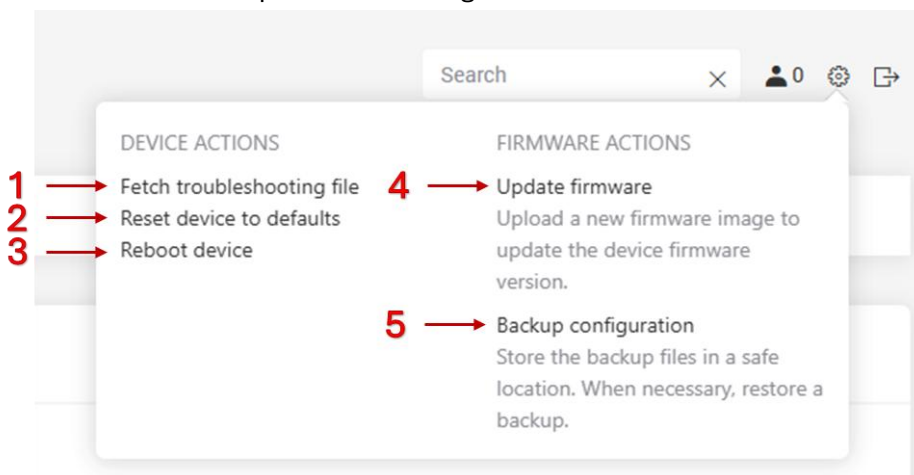 Search
0
DEVICE ACTIONS
1 Fetch troubleshooting file
2 Reset device to defaults
3 Reboot device
FIRMWARE ACTIONS
4 Update firmware
Upload a new firmware image to
update the device firmware
version.
5 Backup configuration
Store the backup files in a safe
location. When necessary, restore a
backup.